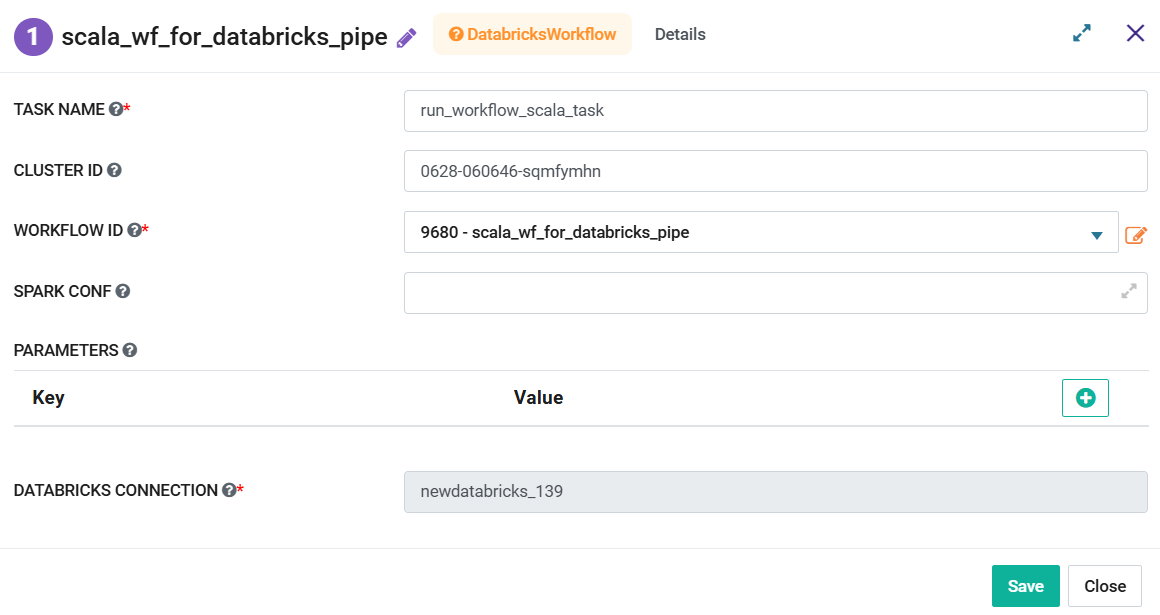 1 scala_wf_for_databricks_pipe ? DatabricksWorkflow Details
TASK NAME ?* run_workflow_scala_task
CLUSTER ID ? 0628-060646-sqmfymhn
WORKFLOW ID ?* 9680 - scala_wf_for_databricks_pipe
SPARK CONF ?
PARAMETERS ?
Key Value
DATABRICKS CONNECTION ?* newdatabricks_139
Save Close